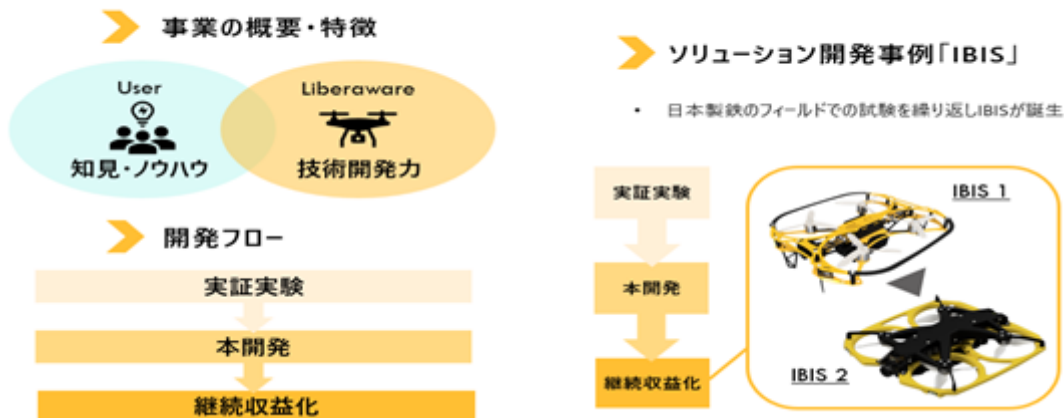 事業の概要・特徴
User
知見・ノウハウ
Liberaware
技術開発力
開発フロー
実証実験
本開発
継続収益化
ソリューション開発事例「IBIS」
• 日本製鉄のフィールドでの試験を繰り返しIBISが誕生
実証実験
本開発
継続収益化
IBIS 1
IBIS 2